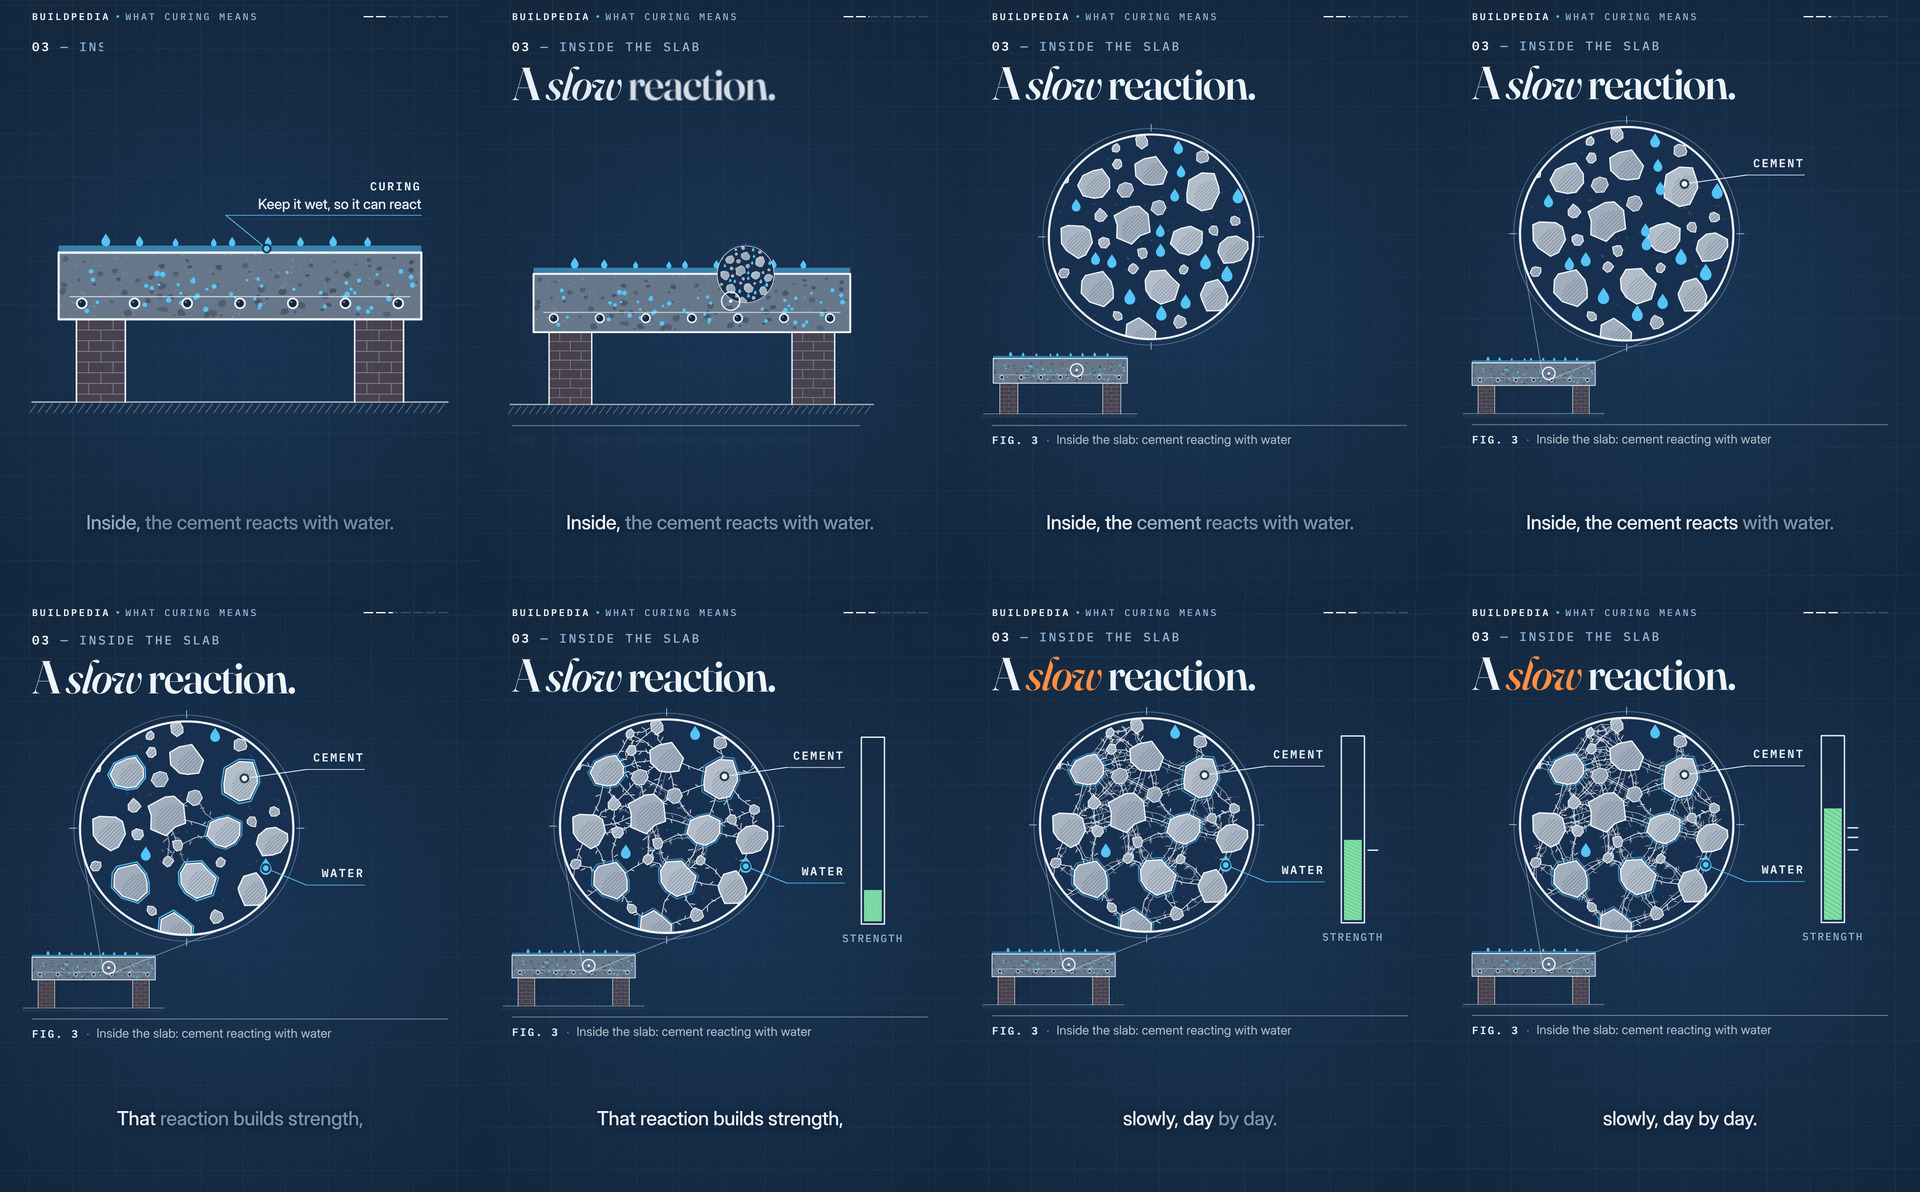 BUILDPEDIA • WHAT CURING MEANS
03 — INS
CURING
Keep it wet, so it can react
Inside, the cement reacts with water.
BUILDPEDIA • WHAT CURING MEANS
03 — INSIDE THE SLAB
A slow reaction.
Inside, the cement reacts with water.
BUILDPEDIA • WHAT CURING MEANS
03 — INSIDE THE SLAB
A slow reaction.
FIG. 3 · Inside the slab: cement reacting with water
Inside, the cement reacts with water.
BUILDPEDIA • WHAT CURING MEANS
03 — INSIDE THE SLAB
A slow reaction.
CEMENT
FIG. 3 · Inside the slab: cement reacting with water
Inside, the cement reacts with water.
BUILDPEDIA • WHAT CURING MEANS
03 — INSIDE THE SLAB
A slow reaction.
CEMENT
WATER
FIG. 3 · Inside the slab: cement reacting with water
That reaction builds strength,
BUILDPEDIA • WHAT CURING MEANS
03 — INSIDE THE SLAB
A slow reaction.
CEMENT
WATER
STRENGTH
FIG. 3 · Inside the slab: cement reacting with water
That reaction builds strength,
BUILDPEDIA • WHAT CURING MEANS
03 — INSIDE THE SLAB
A slow reaction.
CEMENT
WATER
STRENGTH
FIG. 3 · Inside the slab: cement reacting with water
slowly, day by day.
BUILDPEDIA • WHAT CURING MEANS
03 — INSIDE THE SLAB
A slow reaction.
CEMENT
WATER
STRENGTH
FIG. 3 · Inside the slab: cement reacting with water
slowly, day by day.